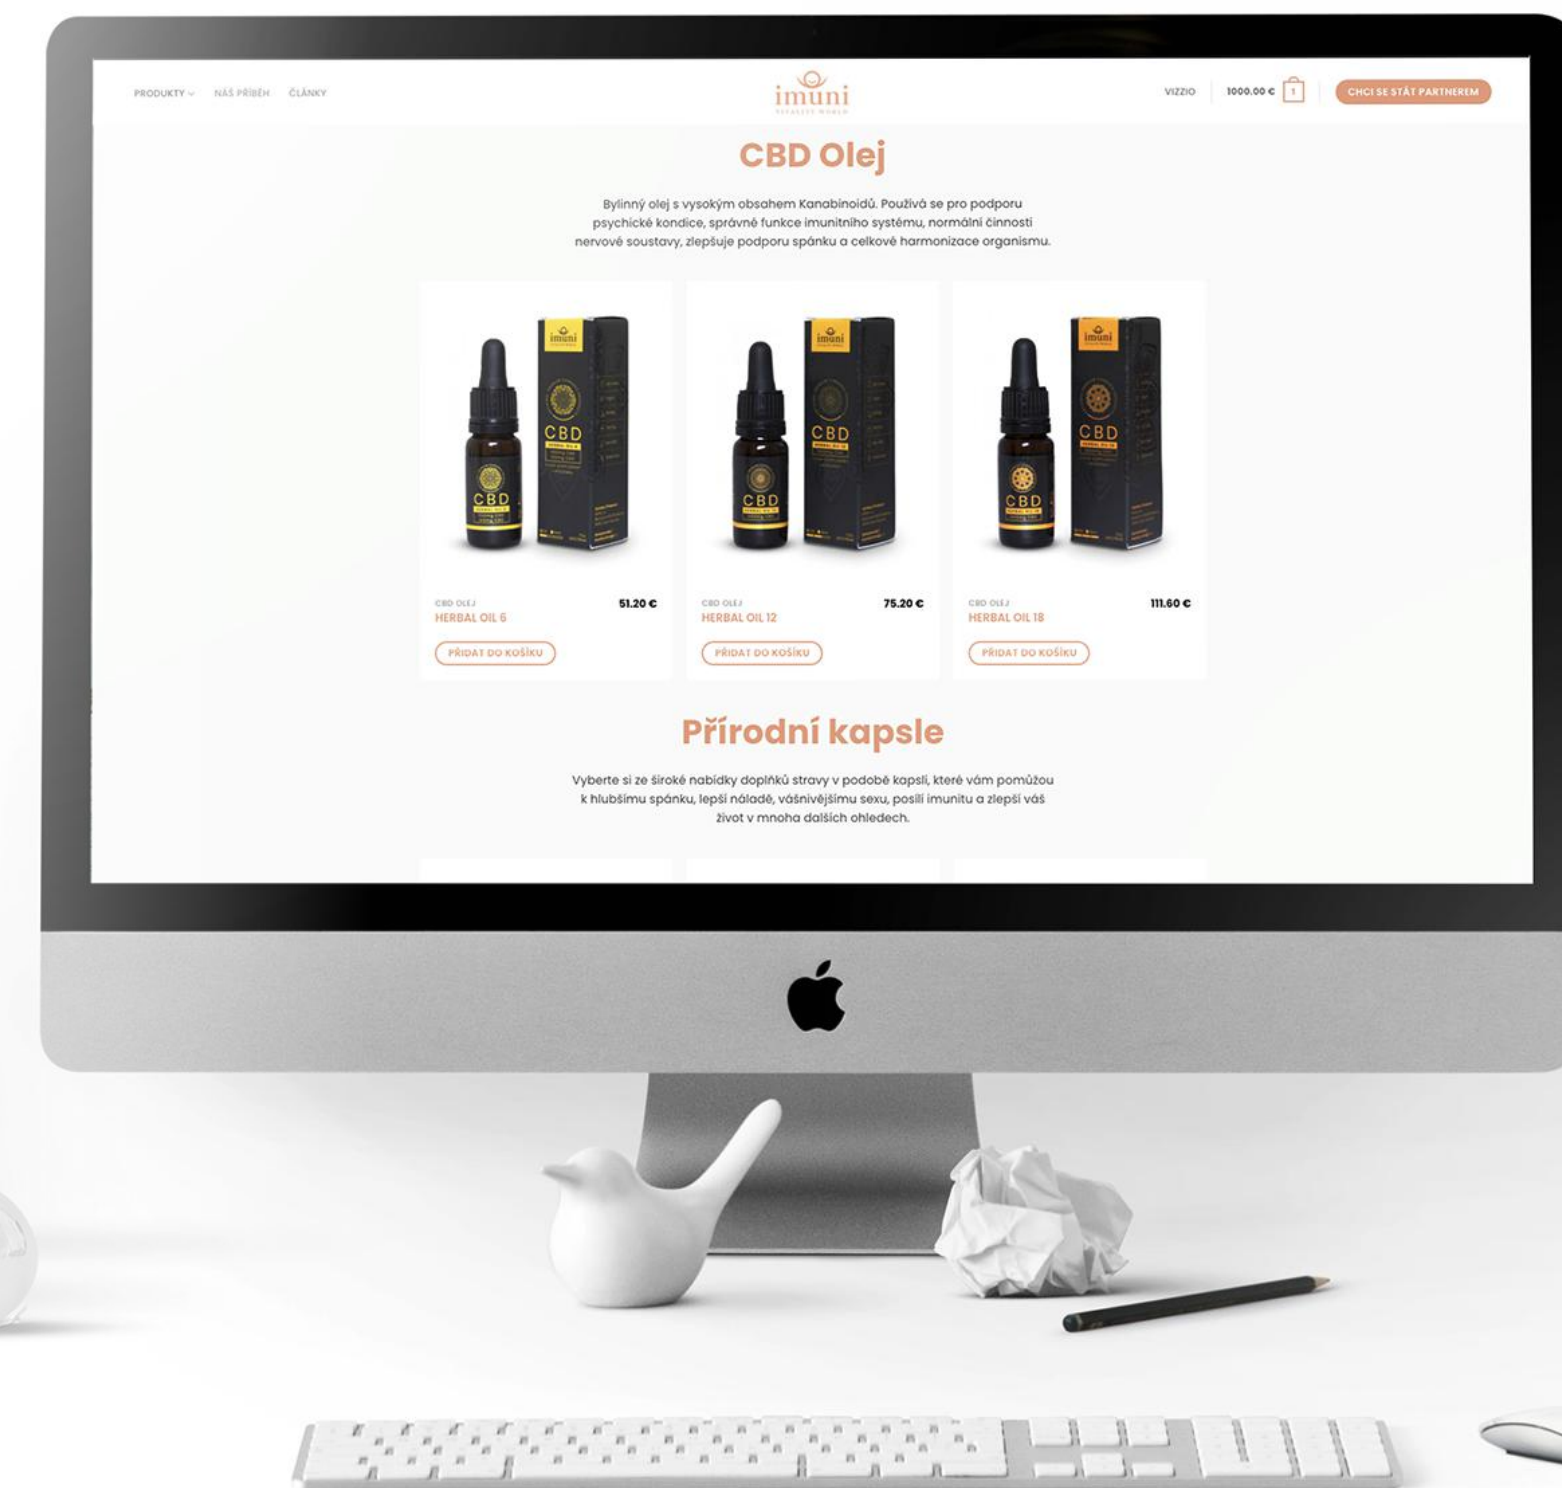 PRODUKTY
NÁŠ PŘÍBĚH
ČLÁNKY
imuni
VITALITY WORLD
VIZZIO
1000.00 €
1
CHCI SE STÁT PARTNEREM
CBD Olej
Bylinný olej s vysokým obsahem Kanabinoidů. Používá se pro podporu
psychické kondice, správné funkce imunitního systému, normální činnosti
nervové soustavy, zlepšuje podporu spánku a celkové harmonizace organismu.
imuni
CBD
CBD
imuni
CBD
CBD
imuni
CBD
CBD
CBD OLEJ
51.20 €
HERBAL OIL 6
PŘIDAT DO KOŠÍKU
CBD OLEJ
75.20 €
HERBAL OIL 12
PŘIDAT DO KOŠÍKU
CBD OLEJ
111.60 €
HERBAL OIL 18
PŘIDAT DO KOŠÍKU
Přírodní kapsle
Vyberte si ze široké nabídky doplňků stravy v podobě kapslí, které vám pomůžou
k hlubšímu spánku, lepší náladě, vášnivějšímu sexu, posílí imunitu a zlepší váš
život v mnoha dalších ohledech.